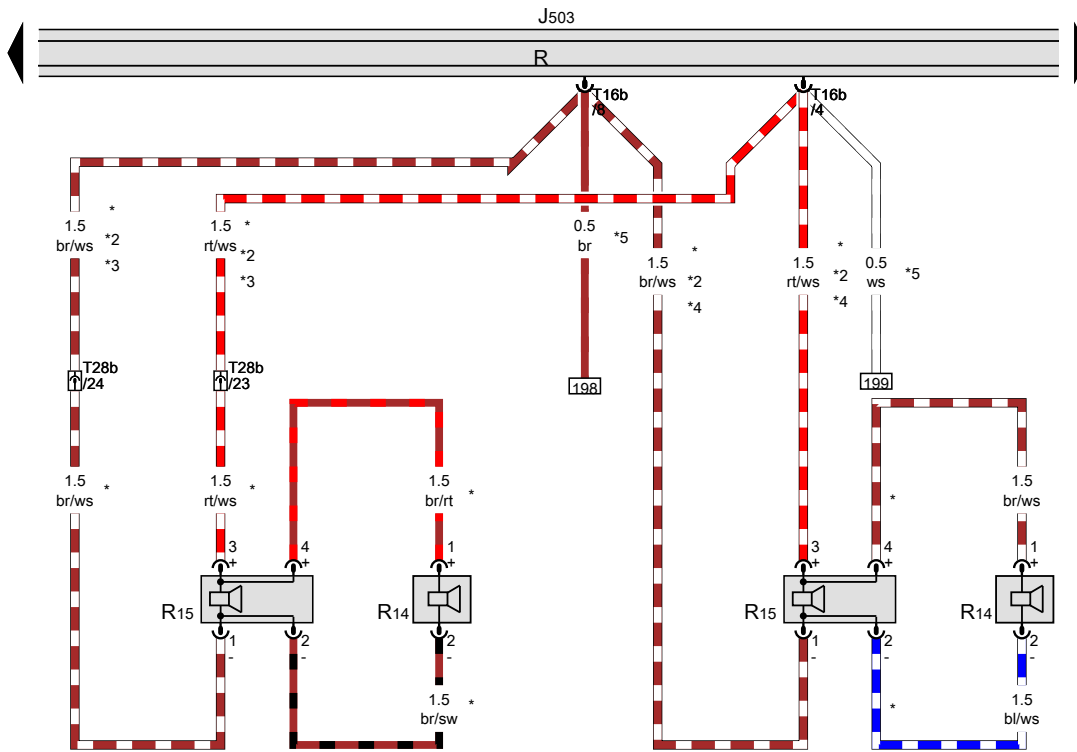 J503
R
T16b
/8
T16b
/4
1.5
br/ws
*
*2
*3
1.5
rt/ws
*
*2
*3
0.5
br
*5
1.5
br/ws
*
*2
*4
1.5
rt/ws
*
*2
*4
0.5
ws
*5
T28b
/24
T28b
/23
198
199
1.5
br/ws
*
1.5
rt/ws
*
1.5
br/rt
*
*
1.5
br/ws
3
+
4
+
1
+
3
+
4
+
1
+
R15
R14
R15
R14
1
-
2
-
2
-
1
-
2
-
2
-
1.5
br/sw
*
*
1.5
bl/ws